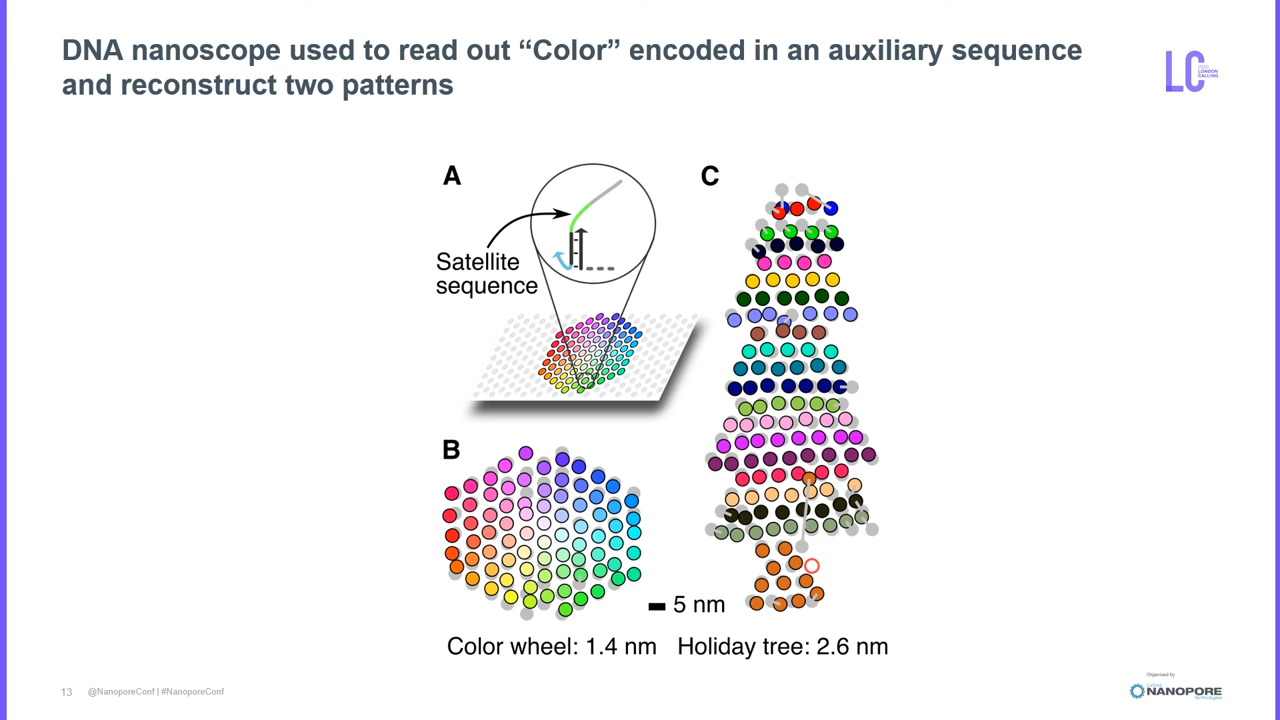 DNA nanoscope used to read out “Color” encoded in an auxiliary sequence
and reconstruct two patterns
LC
LONDON
CALLING
A
C
Satellite
sequence
B
5 nm
Color wheel: 1.4 nm
Holiday tree: 2.6 nm
13
@NanoporeConf | #NanoporeConf
Organised by
NANOPORE
Technologies